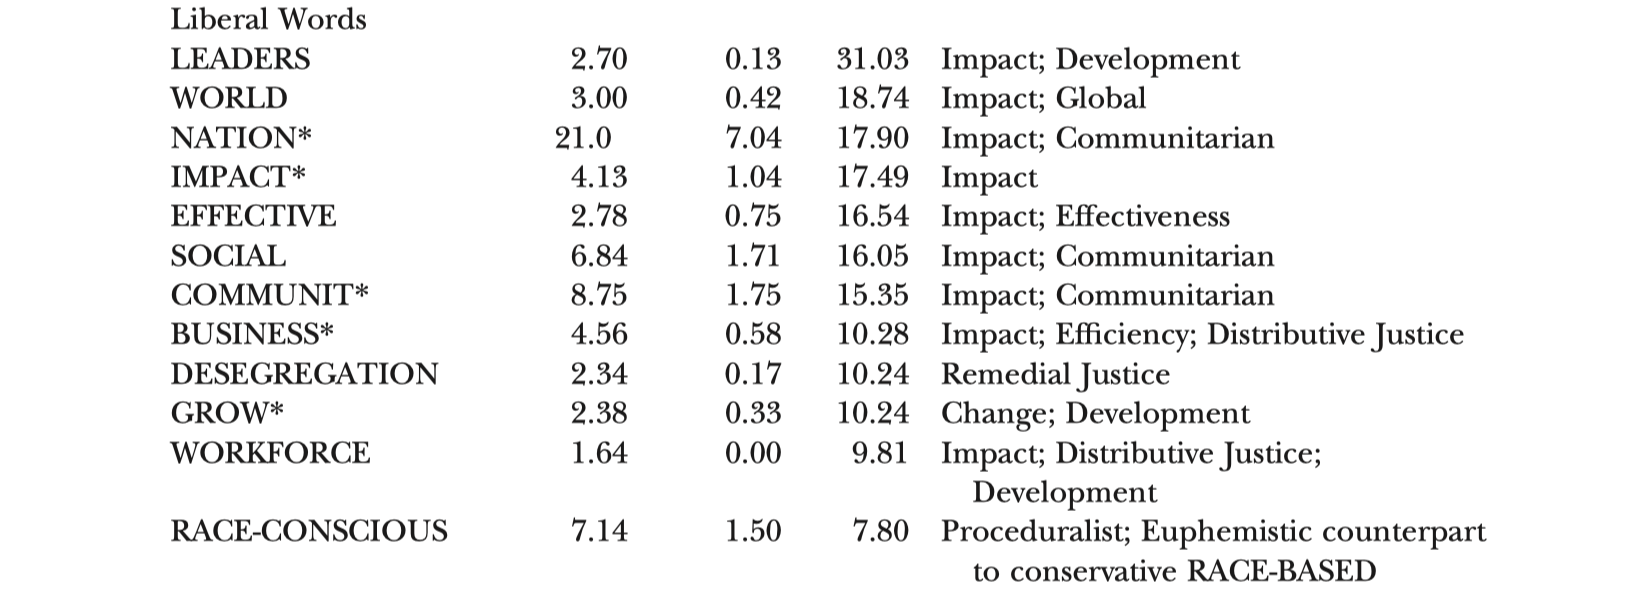 Liberal Words
LEADERS 2.70 0.13 31.03 Impact; Development
WORLD 3.00 0.42 18.74 Impact; Global
NATION* 21.0 7.04 17.90 Impact; Communitarian
IMPACT* 4.13 1.04 17.49 Impact
EFFECTIVE 2.78 0.75 16.54 Impact; Effectiveness
SOCIAL 6.84 1.71 16.05 Impact; Communitarian
COMMUNIT* 8.75 1.75 15.35 Impact; Communitarian
BUSINESS* 4.56 0.58 10.28 Impact; Efficiency; Distributive Justice
DESEGREGATION 2.34 0.17 10.24 Remedial Justice
GROW* 2.38 0.33 10.24 Change; Development
WORKFORCE 1.64 0.00 9.81 Impact; Distributive Justice;
Development
RACE-CONSCIOUS 7.14 1.50 7.80 Proceduralist; Euphemistic counterpart
to conservative RACE-BASED